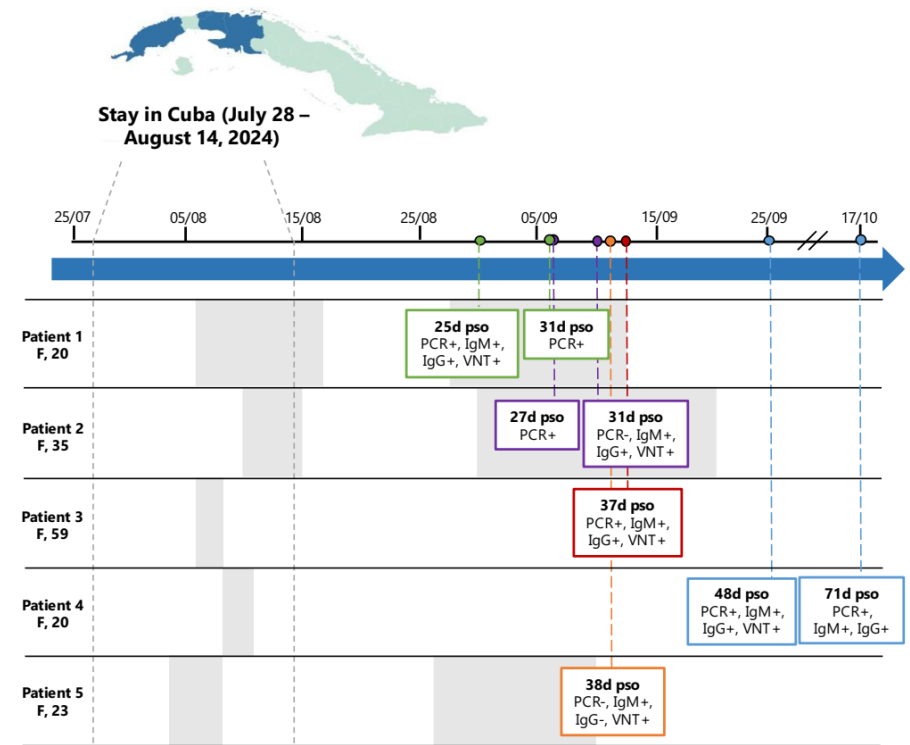 Stay in Cuba (July 28 –
August 14, 2024)
25/07
05/08
15/08
25/08
05/09
15/09
25/09
17/10
Patient 1
F, 20
25d pso
PCR+, IgM+,
IgG+, VNT+
31d pso
PCR+
Patient 2
F, 35
27d pso
PCR+
31d pso
PCR-, IgM+,
IgG+, VNT+
Patient 3
F, 59
37d pso
PCR+, IgM+,
IgG+, VNT+
Patient 4
F, 20
48d pso
PCR+, IgM+,
IgG+, VNT+
71d pso
PCR+,
IgM+, IgG+
Patient 5
F, 23
38d pso
PCR-, IgM+,
IgG-, VNT+